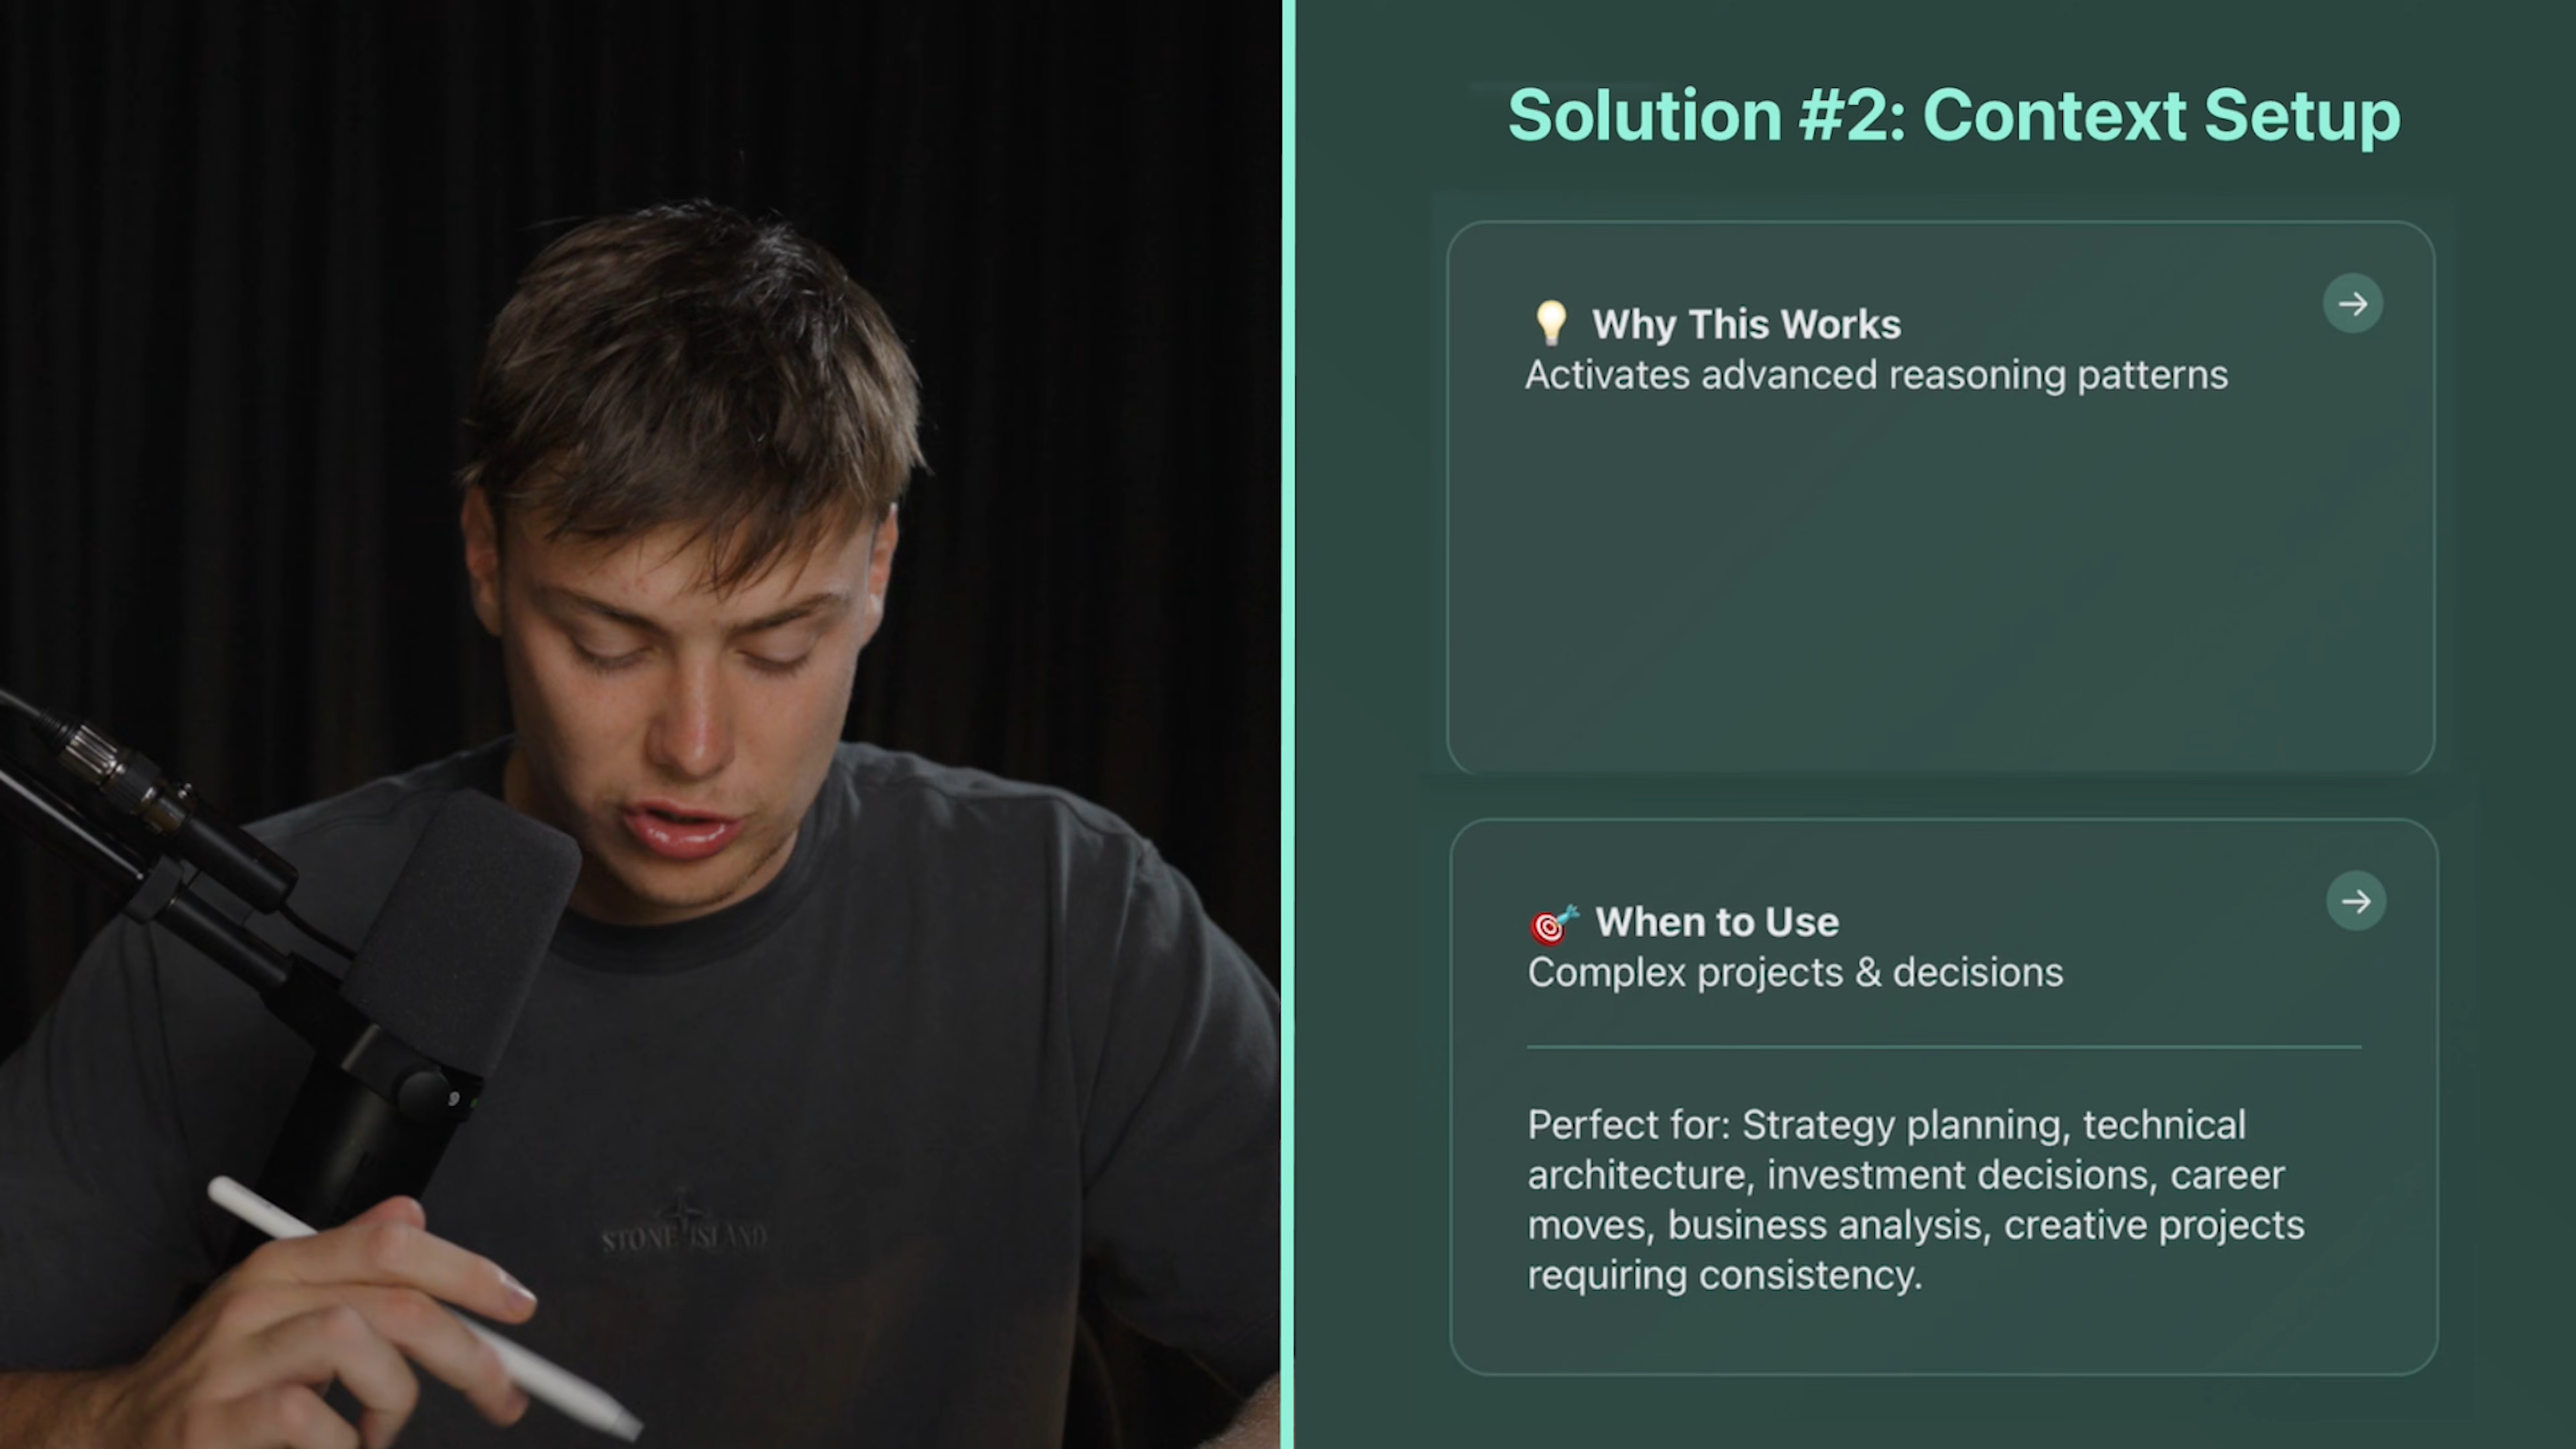 Solution #2: Context Setup
💡 Why This Works
Activates advanced reasoning patterns
🎯 When to Use
Complex projects & decisions
Perfect for: Strategy planning, technical
architecture, investment decisions, career
moves, business analysis, creative projects
requiring consistency.
STONE ISLAND
9